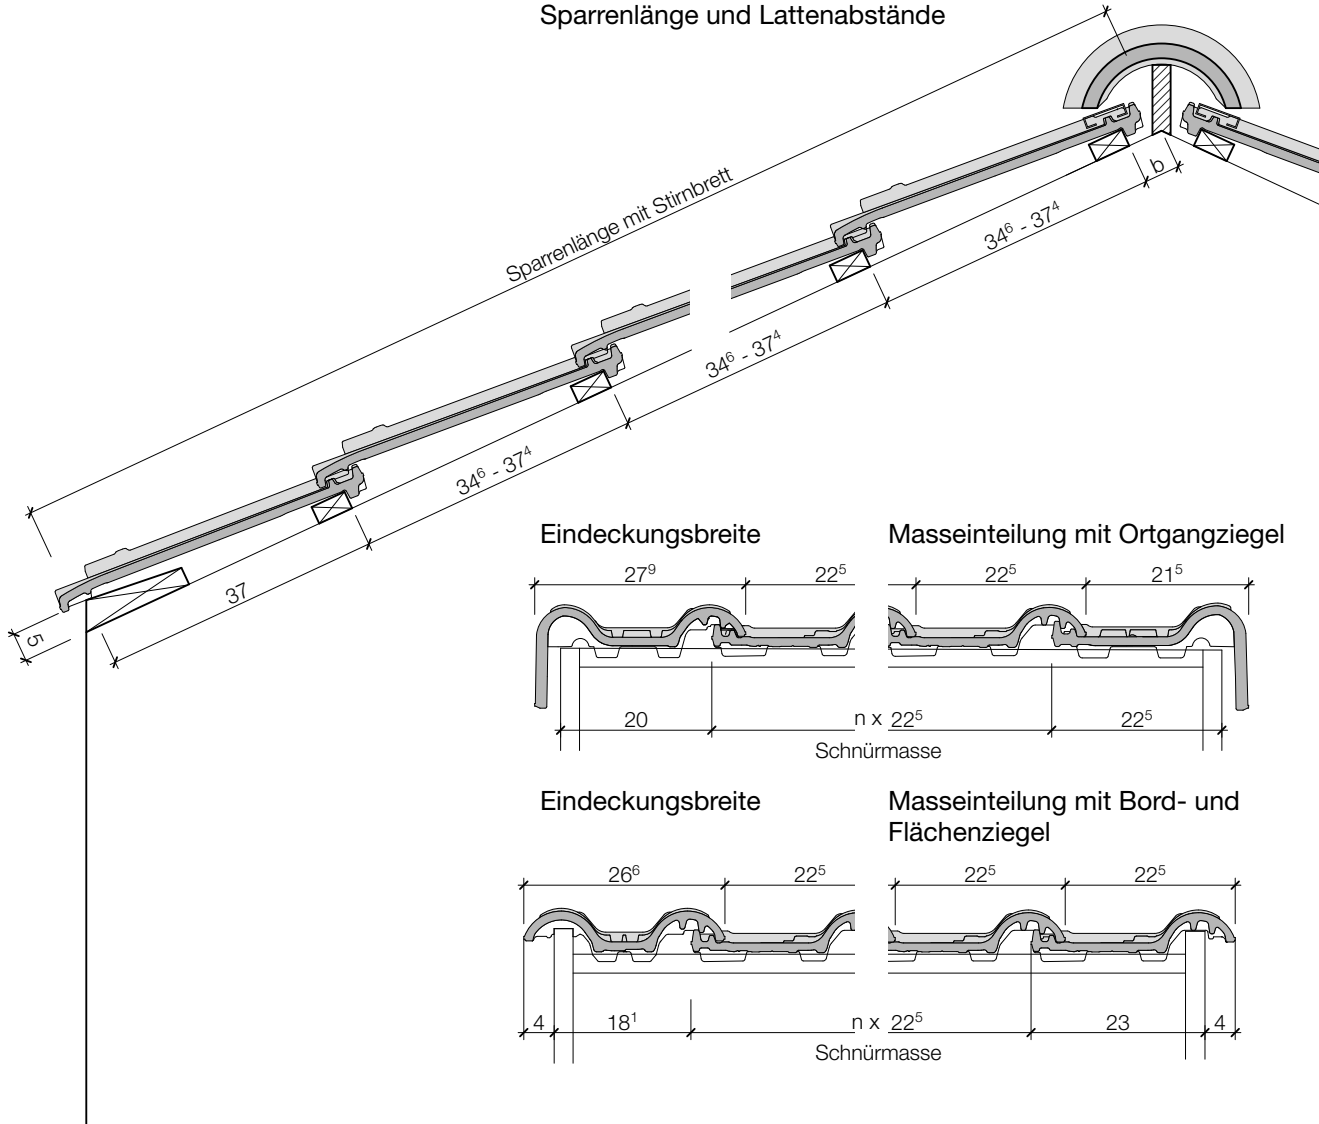 Sparrenlänge und Lattenabstände
b
Sparrenlänge mit Stirnbrett
34⁶ - 37⁴
34⁶ - 37⁴
34⁶ - 37⁴
37
5
Eindeckungsbreite
Masseinteilung mit Ortgangziegel
27⁹ 22⁵ 22⁵ 21⁵
20 n x 22⁵ 22⁵
Schnürmasse
Eindeckungsbreite
Masseinteilung mit Bord- und
Flächenziegel
26⁶ 22⁵ 22⁵ 22⁵
4 18¹ n x 22⁵ 23 4
Schnürmasse